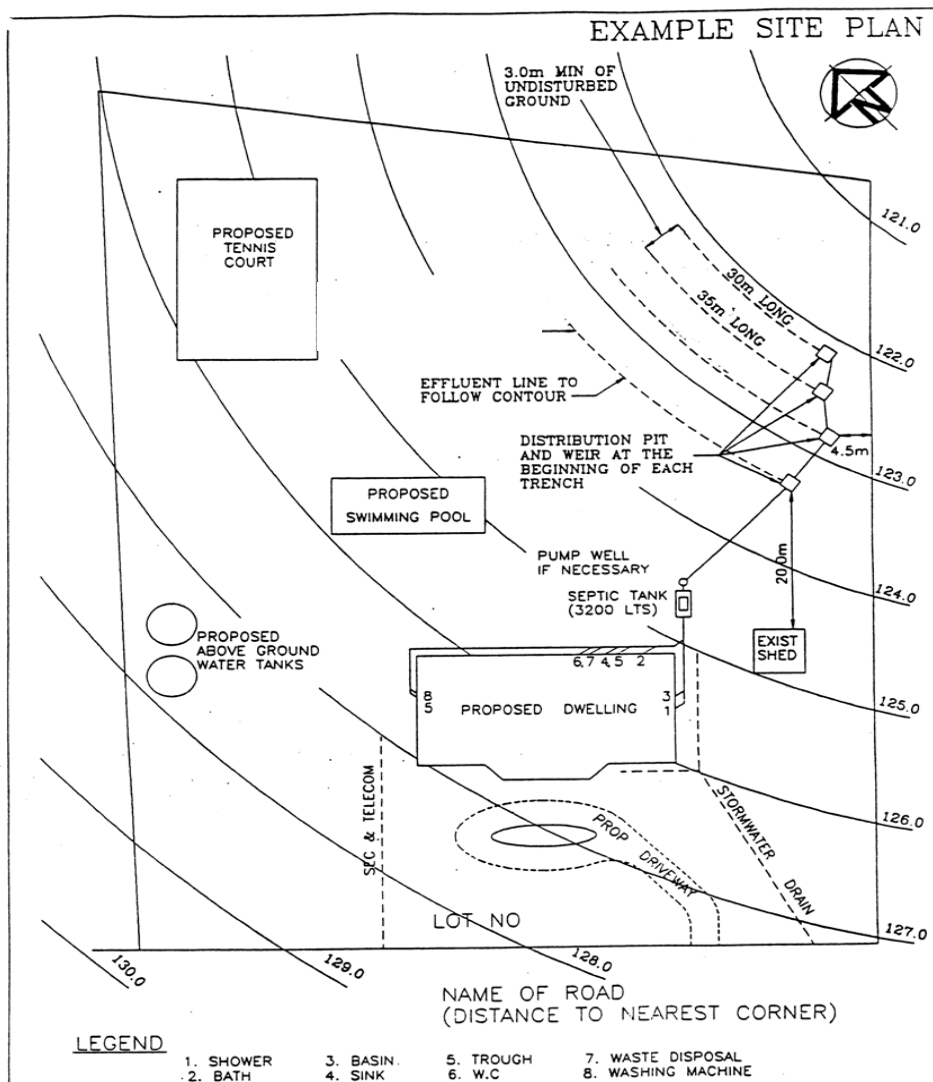 EXAMPLE SITE PLAN
3.0m MIN OF
UNDISTURBED
GROUND
N
121.0
PROPOSED
TENNIS
COURT
30m LONG
35m LONG
122.0
EFFLUENT LINE TO
FOLLOW CONTOUR
DISTRIBUTION PIT
AND WEIR AT THE
BEGINNING OF EACH
TRENCH
4.5m
123.0
PROPOSED
SWIMMING POOL
20.0m
PUMP WELL
IF NECESSARY
SEPTIC TANK
(3200 LTS)
124.0
PROPOSED
ABOVE GROUND
WATER TANKS
EXIST
SHED
6,7 4,5 2
8
5
PROPOSED DWELLING
3
1
125.0
SEC & TELECOM
PROP DRIVEWAY
STORMWATER DRAIN
126.0
LOT NO
127.0
130.0
129.0
128.0
NAME OF ROAD
(DISTANCE TO NEAREST CORNER)
LEGEND
1. SHOWER 3. BASIN 5. TROUGH 7. WASTE DISPOSAL
2. BATH 4. SINK 6. W.C 8. WASHING MACHINE